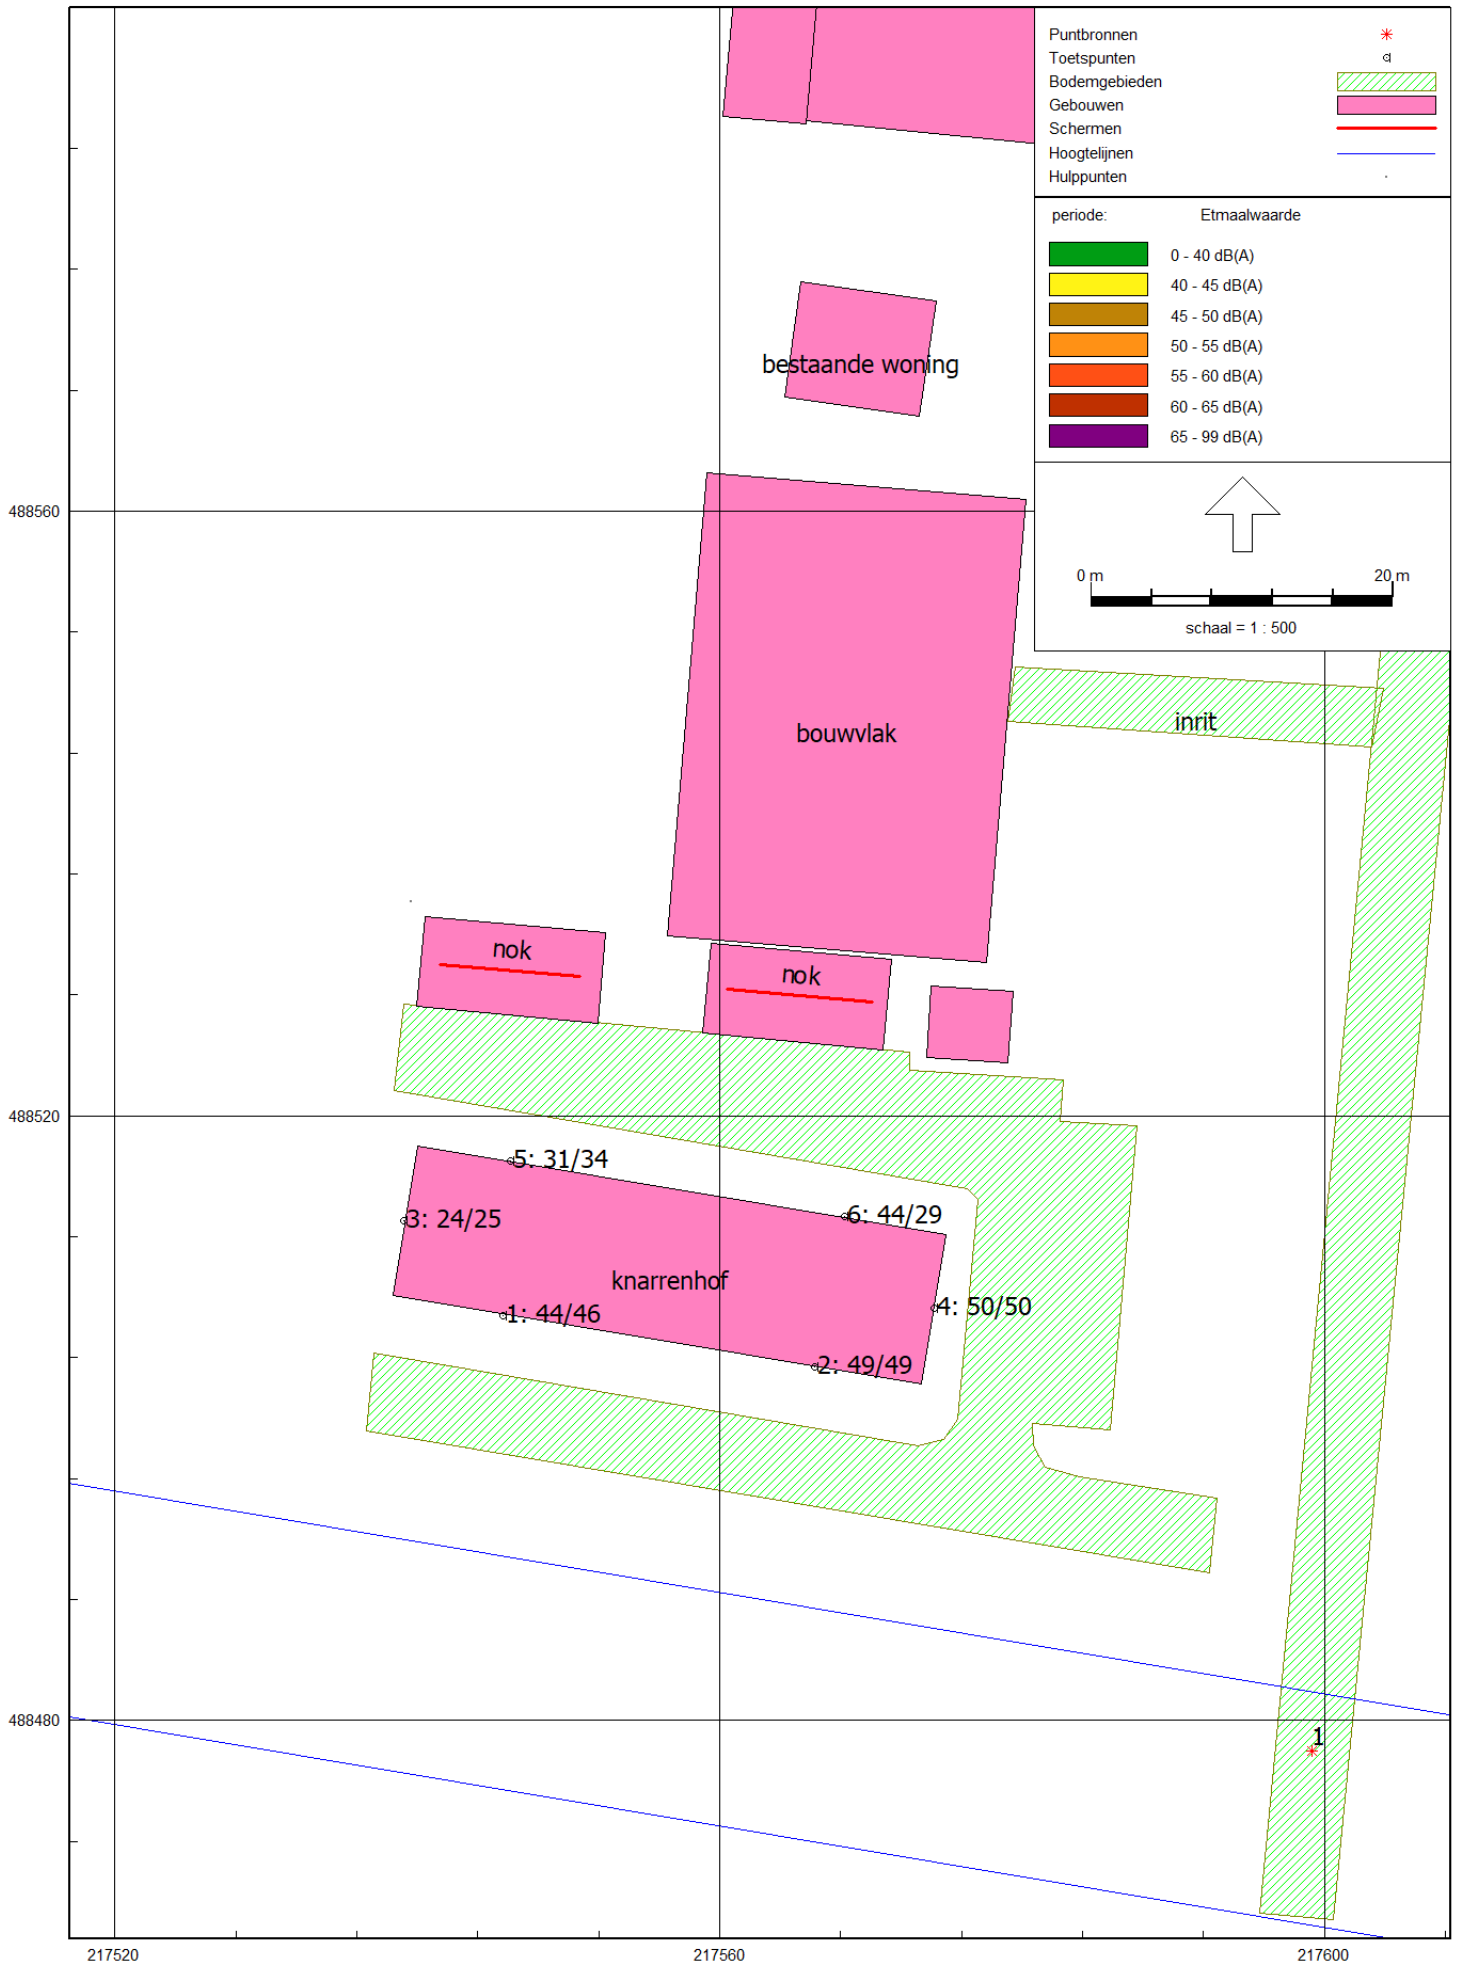 Puntbronnen
Toetspunten
Bodemgebieden
Gebouwen
Schermen
Hoogtelijnen
Hulppunten
periode: Etmaalwaarde
0 - 40 dB(A)
40 - 45 dB(A)
45 - 50 dB(A)
50 - 55 dB(A)
55 - 60 dB(A)
60 - 65 dB(A)
65 - 99 dB(A)
0 m 20 m
schaal = 1 : 500
bestaande woning
488560
inrit
bouwvlak
nok
nok
488520
5: 31/34
3: 24/25
6: 44/29
knarrenhof
1: 44/46
4: 50/50
2: 49/49
488480
1
217520 217560 217600